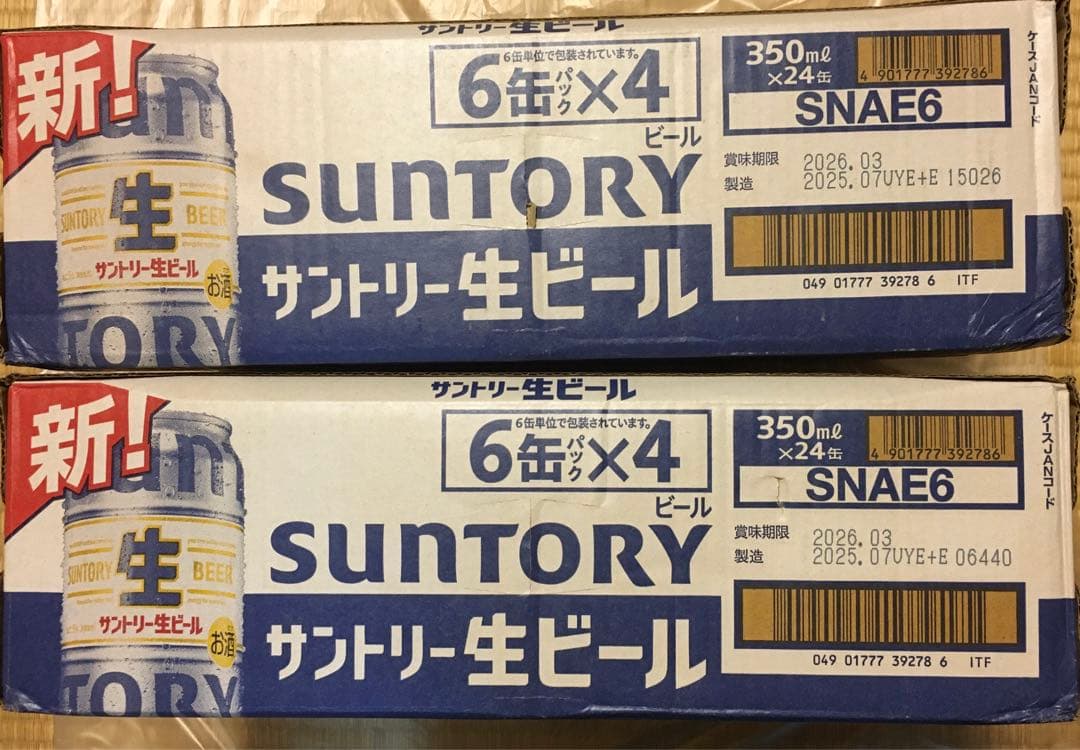 サントリー生ビール
新!
6缶単位で包装されています。
6缶パック×4
ビール
SUNTORY
サントリー生ビール
350ml
×24缶
4 901777 392786
SNAE6
ケースJANコード
賞味期限 2026.03
製造 2025.07UYE+E 15026
049 01777 39278 6 ITF
生
SUNTORY BEER
サントリー生ビール
お酒
TORY
サントリー生ビール
新!
6缶単位で包装されています。
6缶パック×4
ビール
SUNTORY
サントリー生ビール
350ml
×24缶
4 901777 392786
SNAE6
ケースJANコード
賞味期限 2026.03
製造 2025.07UYE+E 06440
049 01777 39278 6 ITF
生
SUNTORY BEER
サントリー生ビール
お酒
TORY